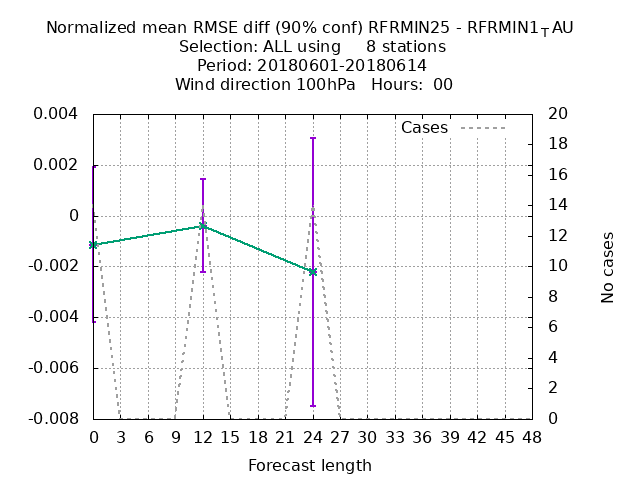 Normalized mean RMSE diff (90% conf) RFRMIN25 - RFRMIN1_TAU
Selection: ALL using     8 stations
Period: 20180601-20180614
Wind direction 100hPa   Hours:  00
Cases
0.004
0.002
0
-0.002
-0.004
-0.006
-0.008
20
18
16
14
12
10
8
6
4
2
0
No cases
0 3 6 9 12 15 18 21 24 27 30 33 36 39 42 45 48
Forecast length